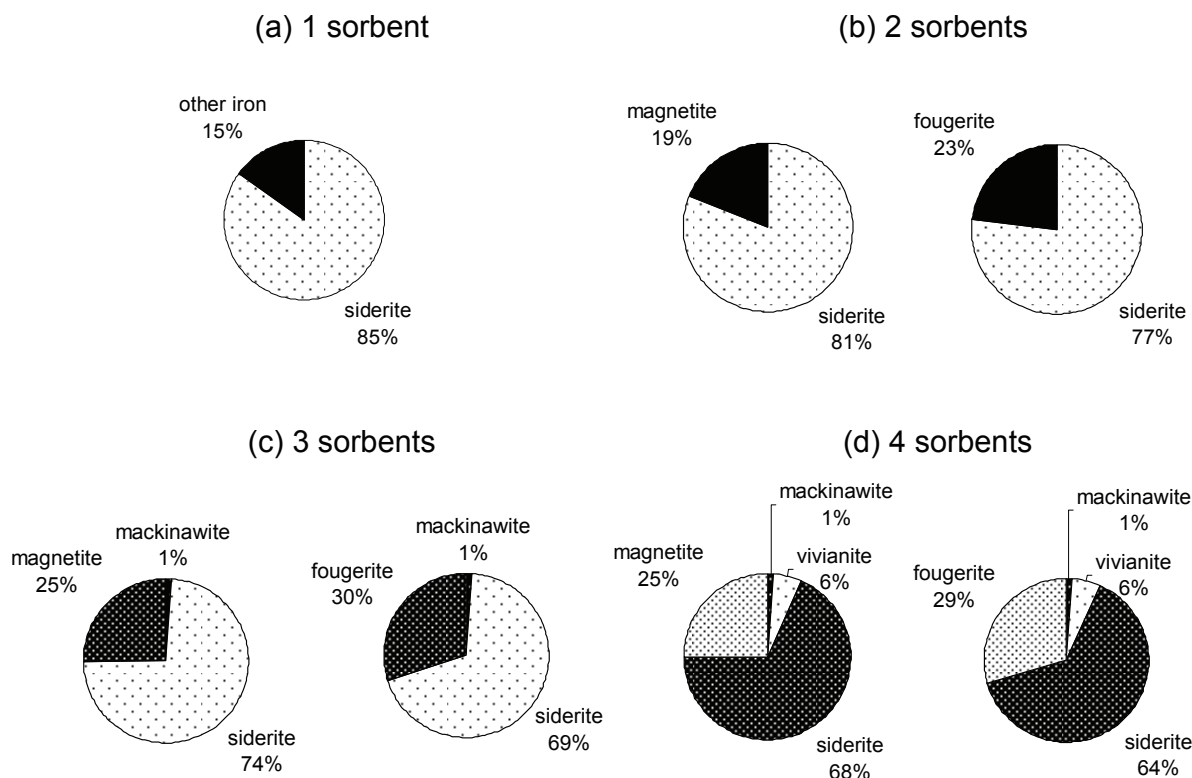 (a) 1 sorbent
other iron
15%
siderite
85%
(b) 2 sorbents
magnetite
19%
siderite
81%
fougerite
23%
siderite
77%
(c) 3 sorbents
mackinawite
1%
magnetite
25%
siderite
74%
mackinawite
1%
fougerite
30%
siderite
69%
(d) 4 sorbents
mackinawite
1%
magnetite
25%
vivianite
6%
siderite
68%
mackinawite
1%
fougerite
29%
vivianite
6%
siderite
64%